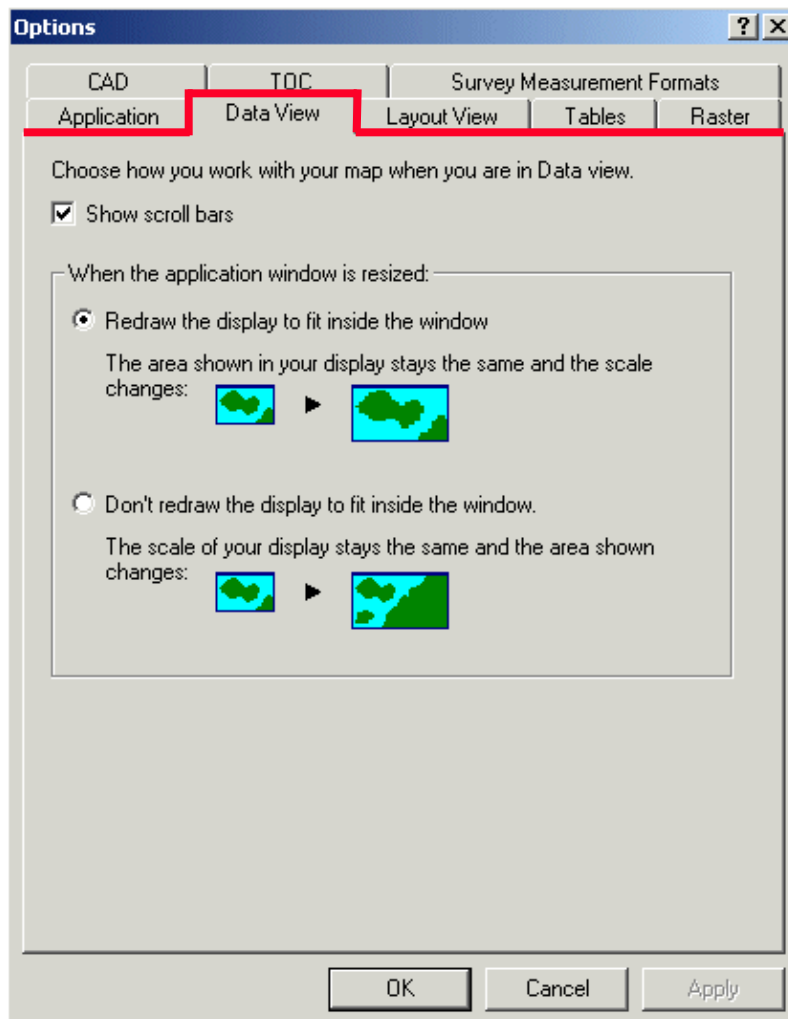 Options
CAD TOC Survey Measurement Formats
Application Data View Layout View Tables Raster
Choose how you work with your map when you are in Data view.
Show scroll bars
When the application window is resized:
Redraw the display to fit inside the window
The area shown in your display stays the same and the scale
changes:
Don't redraw the display to fit inside the window.
The scale of your display stays the same and the area shown
changes:
OK Cancel Apply